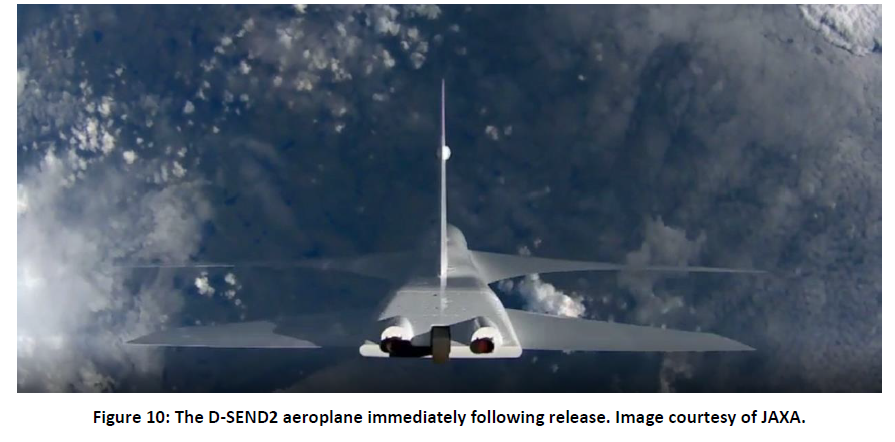 Figure 10: The D-SEND2 aeroplane immediately following release. Image courtesy of JAXA.